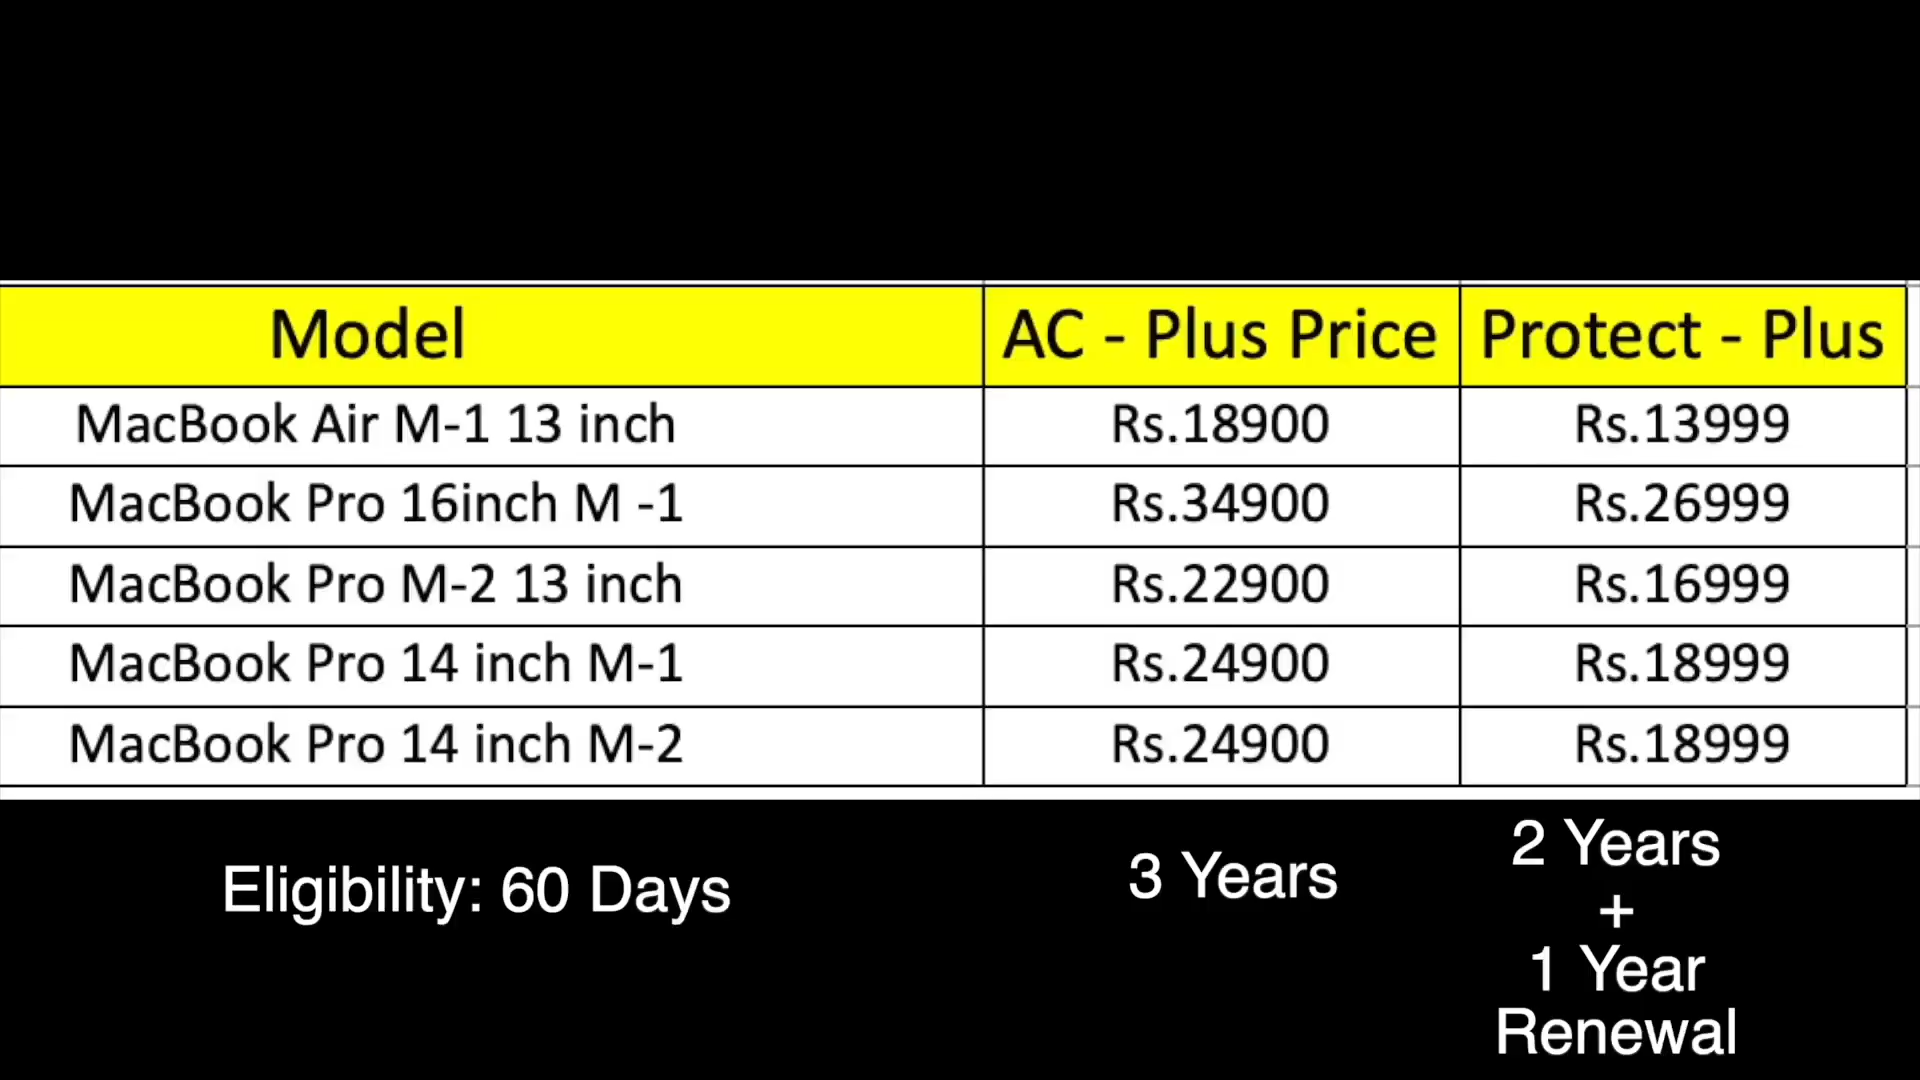 Model AC - Plus Price Protect - Plus
MacBook Air M-1 13 inch Rs.18900 Rs.13999
MacBook Pro 16inch M -1 Rs.34900 Rs.26999
MacBook Pro M-2 13 inch Rs.22900 Rs.16999
MacBook Pro 14 inch M-1 Rs.24900 Rs.18999
MacBook Pro 14 inch M-2 Rs.24900 Rs.18999
Eligibility: 60 Days
3 Years
2 Years
+
1 Year
Renewal